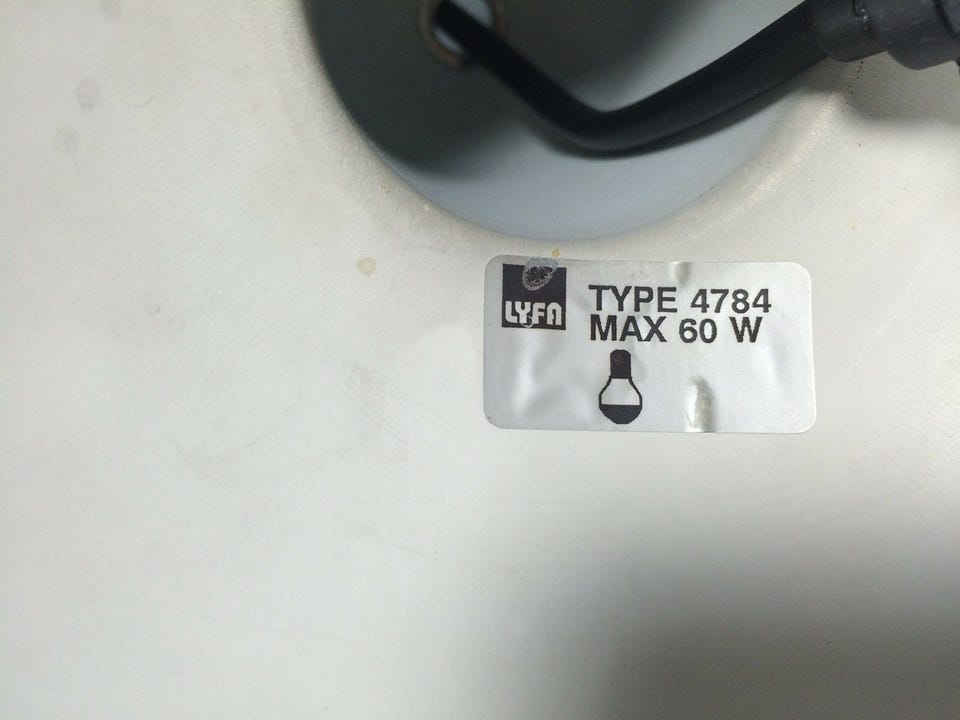 LYFA
TYPE 4784
MAX 60 W